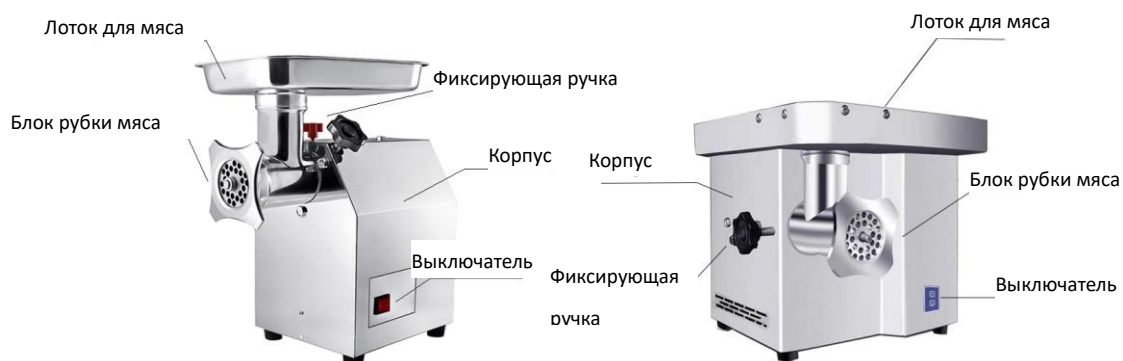 Лоток для мяса
Фиксирующая ручка
Блок рубки мяса
Корпус
Выключатель
Лоток для мяса
Корпус
Блок рубки мяса
Фиксирующая
ручка
Выключатель